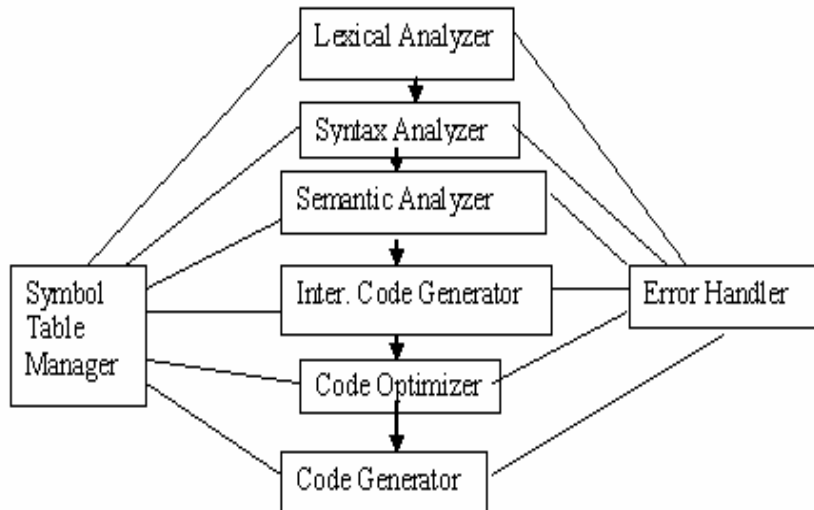 Lexical Analyzer
Syntax Analyzer
Semantic Analyzer
Symbol
Table
Manager
Inter. Code Generator
Error Handler
Code Optimizer
Code Generator